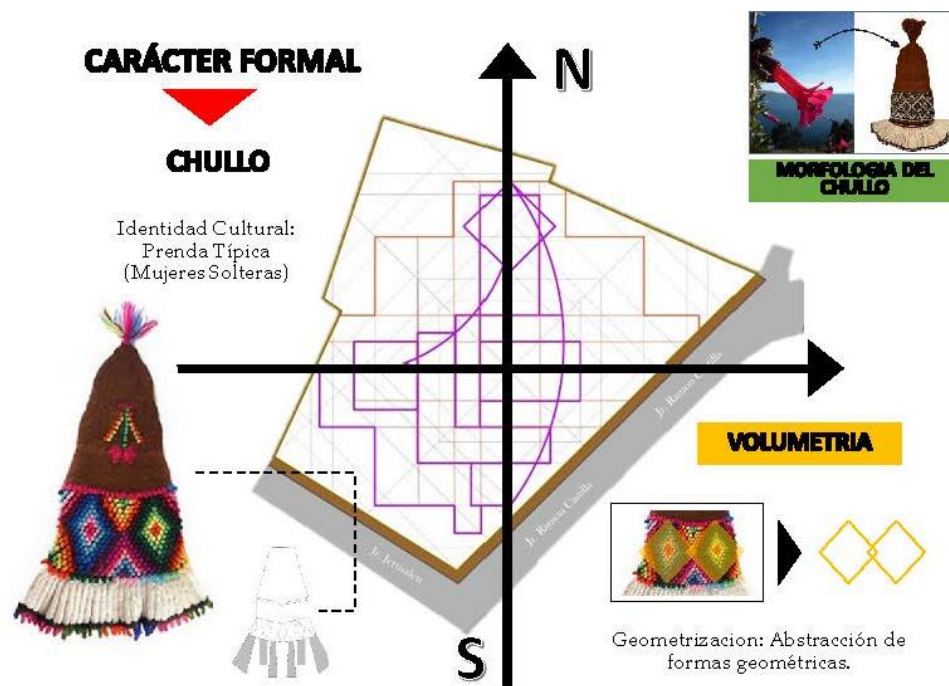 CARÁCTER FORMAL
CHULLO
Identidad Cultural:
Prenda Típica
(Mujeres Solteras)
N
MORFOLOGIA DEL
CHULLO
Jr. Ramon Castilla
Jr. Ramon Castilla
Jr. Jerusalen
S
VOLUMETRIA
Geometrizacion: Abstracción de
formas geométricas.